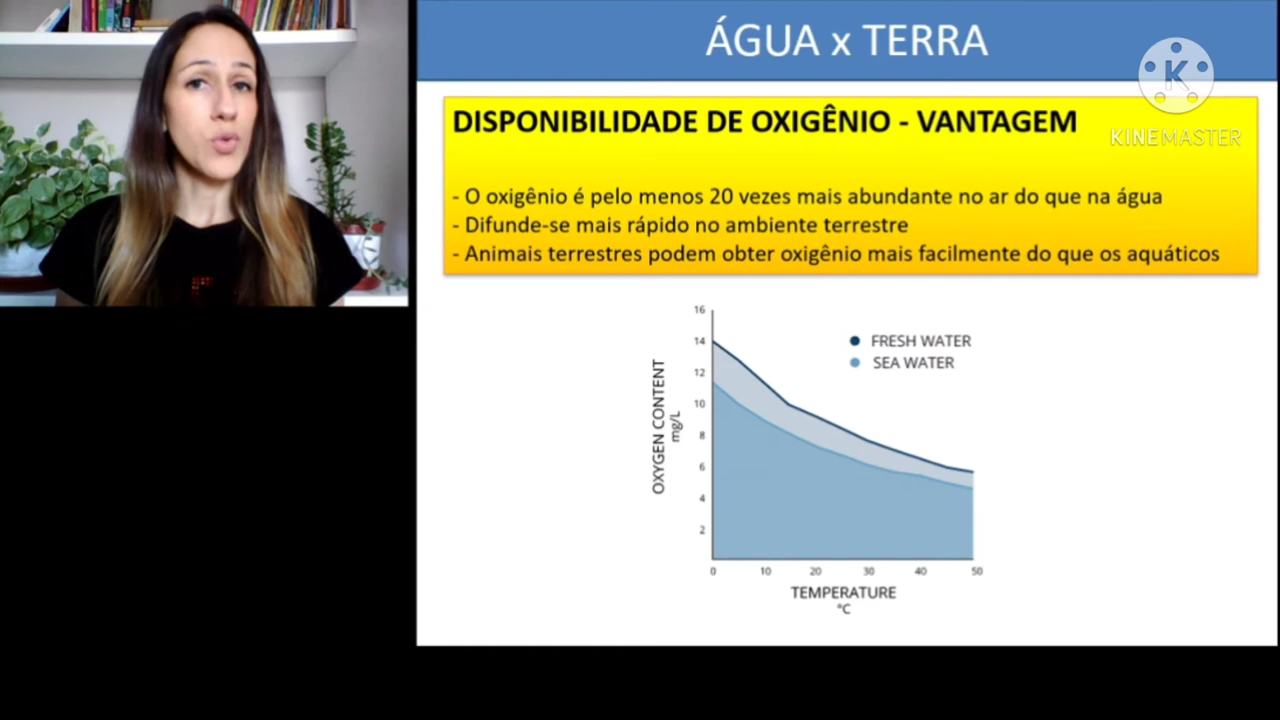 ÁGUA x TERRA
KINEMASTER
DISPONIBILIDADE DE OXIGÊNIO - VANTAGEM
- O oxigênio é pelo menos 20 vezes mais abundante no ar do que na água
- Difunde-se mais rápido no ambiente terrestre
- Animais terrestres podem obter oxigênio mais facilmente do que os aquáticos
16
14
12
10
8
6
4
2
OXYGEN CONTENT
mg/L
FRESH WATER
SEA WATER
0 10 20 30 40 50
TEMPERATURE
°C